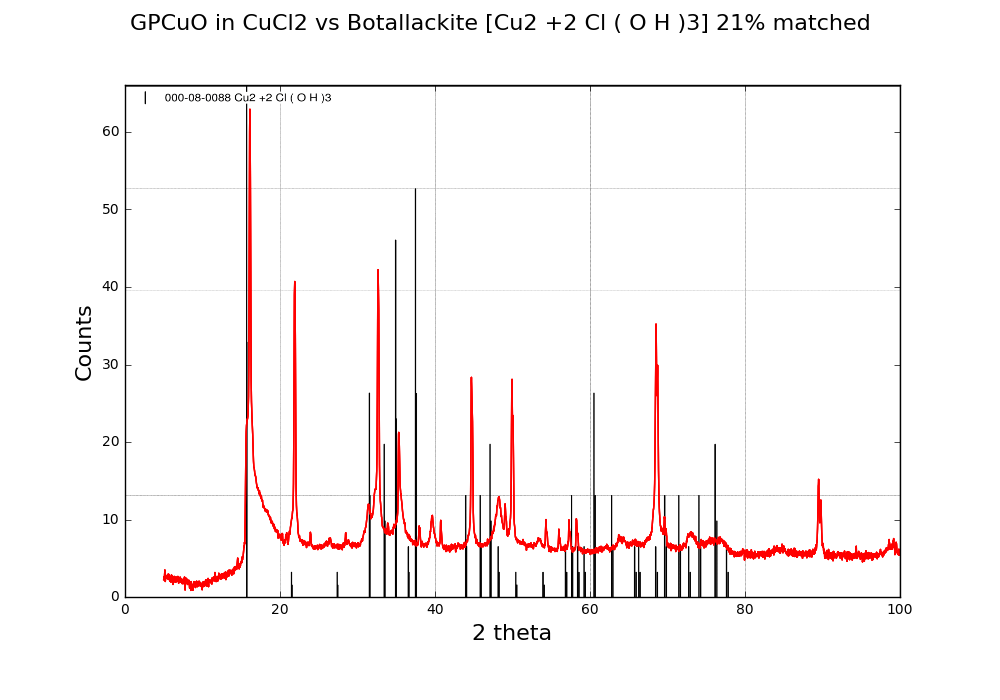 GPCuO in CuCl2 vs Botallackite [Cu2 +2 Cl ( O H )3] 21% matched
000-08-0088 Cu2 +2 Cl ( O H )3
60
50
40
30
20
10
0
Counts
0 20 40 60 80 100
2 theta